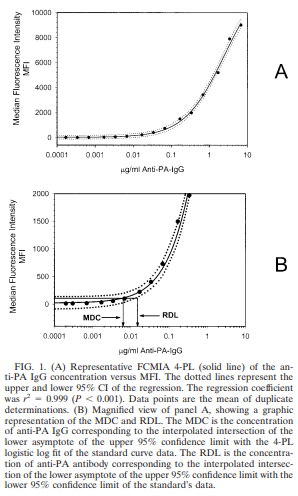 10000
8000
6000
4000
2000
0
Median Fluorescence Intensity
MFI
0.0001 0.001 0.01 0.1 1 10
µg/ml Anti-PA-IgG
A
2000
1500
1000
500
0
Median Fluorescence Intensity
MFI
MDC
RDL
0.0001 0.001 0.01 0.1 1 10
µg/ml Anti-PA-IgG
B
FIG. 1. (A) Representative FCMIA 4-PL (solid line) of the an-
ti-PA IgG concentration versus MFI. The dotted lines represent the
upper and lower 95% CI of the regression. The regression coefficient
was r² = 0.999 (P < 0.001). Data points are the mean of duplicate
determinations. (B) Magnified view of panel A, showing a graphic
representation of the MDC and RDL. The MDC is the concentration
of anti-PA IgG corresponding to the interpolated intersection of the
lower asymptote of the upper 95% confidence limit with the 4-PL
logistic log fit of the standard curve data. The RDL is the concentra-
tion of anti-PA antibody corresponding to the interpolated intersec-
tion of the lower asymptote of the upper 95% confidence limit with the
lower 95% confidence limit of the standard's data.